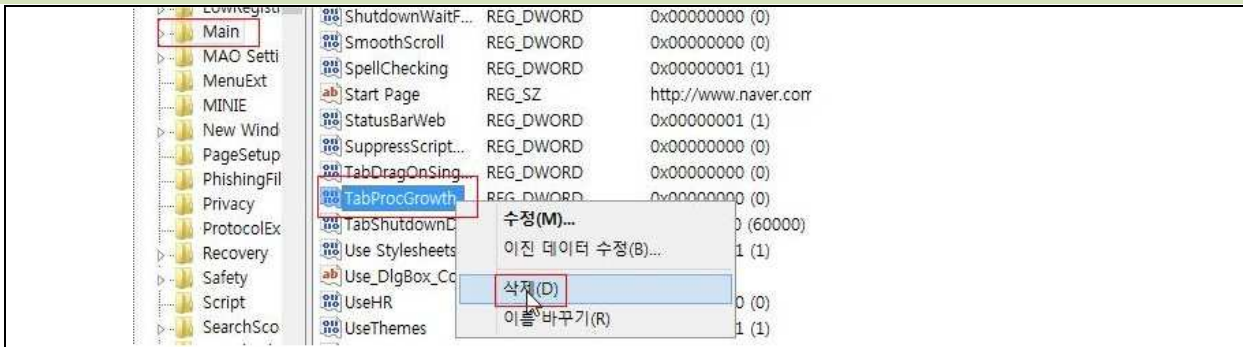 LowRegistr
Main
MAO Setti
MenuExt
MINIE
New Wind
PageSetup
PhishingFil
Privacy
ProtocolEx
Recovery
Safety
Script
SearchSco
ShutdownWaitF... REG_DWORD 0x00000000 (0)
SmoothScroll REG_DWORD 0x00000000 (0)
SpellChecking REG_DWORD 0x00000001 (1)
Start Page REG_SZ http://www.naver.com
StatusBarWeb REG_DWORD 0x00000001 (1)
SuppressScript... REG_DWORD 0x00000000 (0)
TabDragOnSing... REG_DWORD 0x00000000 (0)
TabProcGrowth REG_DWORD 0x00000000 (0)
TabShutdownD 0 (60000)
Use Stylesheets 1 (1)
Use_DlgBox_Co
UseHR 0 (0)
UseThemes 1 (1)
수정(M)...
이진 데이터 수정(B)...
삭제(D)
이름 바꾸기(R)